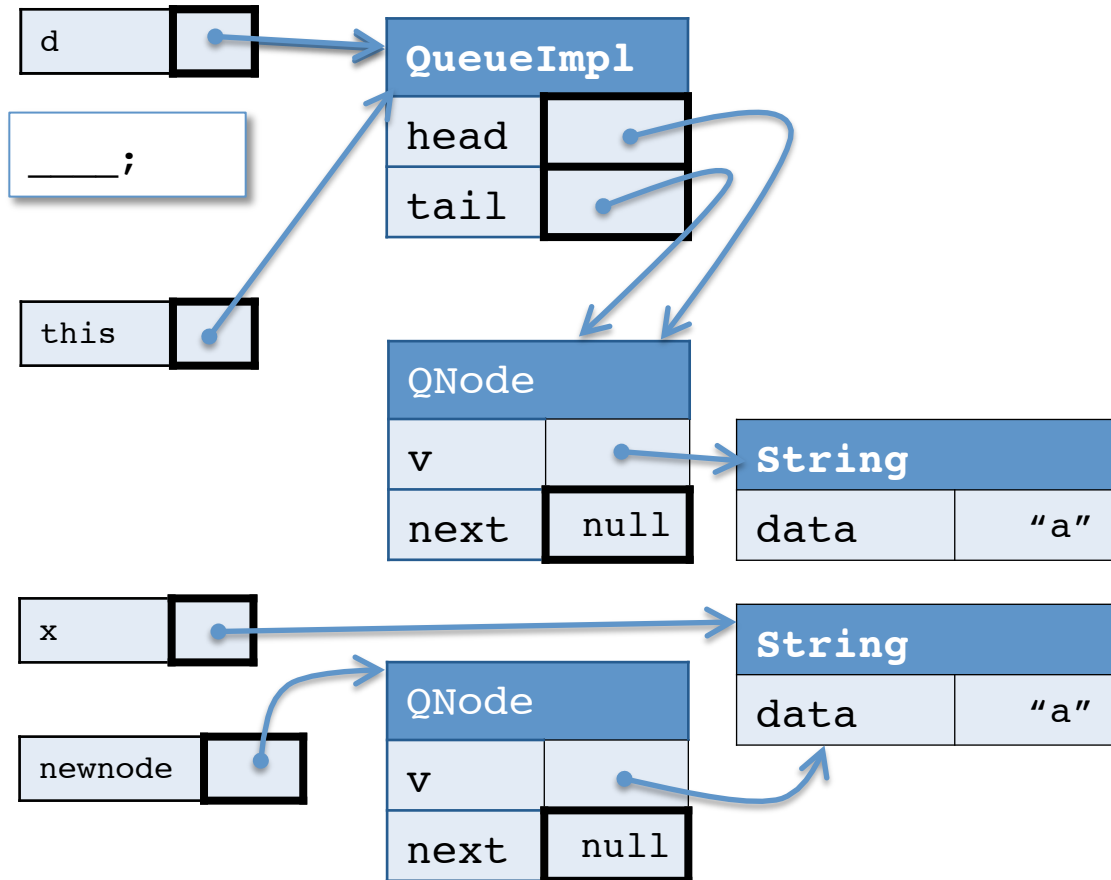 d
QueueImpl
head
____;
tail
this
QNode
v
String
next null
data “a”
x
String
QNode
data “a”
newnode
v
next null